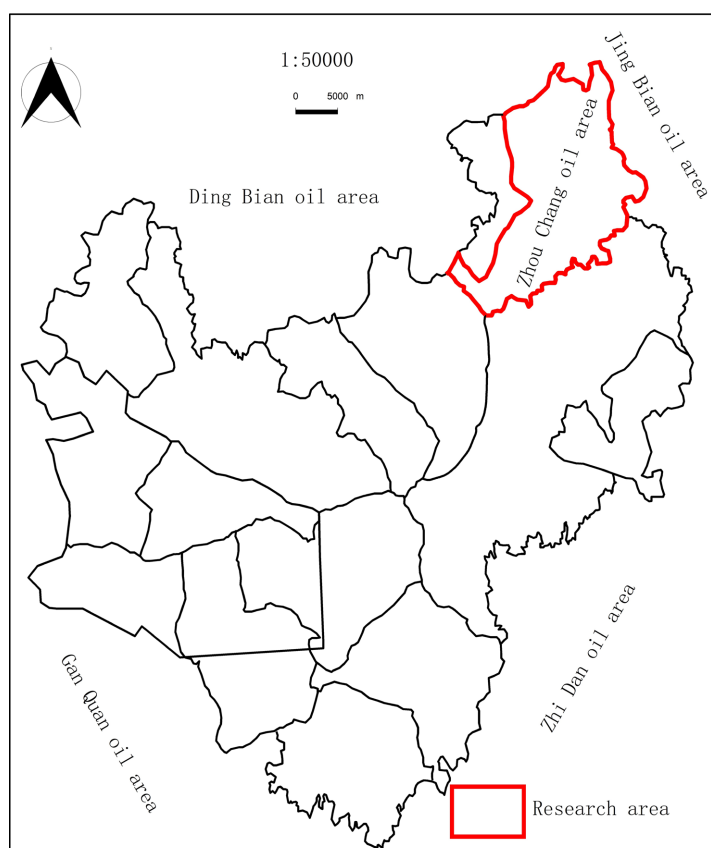 1:50000
0 5000 m
Jing Bian oil area
Zhou Chang oil area
Ding Bian oil area
Zhi Dan oil area
Gan Quan oil area
Research area